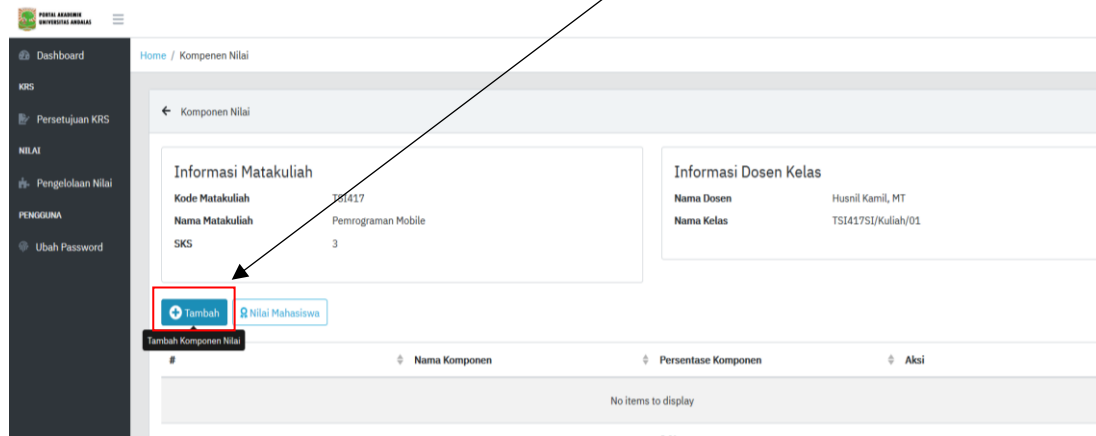 PORTAL AKADEMIK
UNIVERSITAS ANDALAS
Dashboard
KRS
Persetujuan KRS
NILAI
Pengelolaan Nilai
PENGGUNA
Ubah Password
Home / Kompenen Nilai
Komponen Nilai
Informasi Matakuliah
Kode Matakuliah TSI417
Nama Matakuliah Pemrograman Mobile
SKS 3
Informasi Dosen Kelas
Nama Dosen Husnil Kamil, MT
Nama Kelas TSI417SI/Kuliah/01
Tambah Nilai Mahasiswa
Tambah Komponen Nilai
# Nama Komponen Persentase Komponen Aksi
No items to display